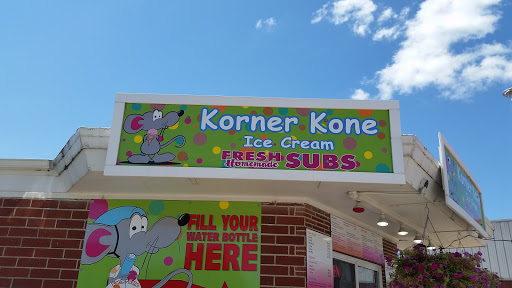 Korner Kone
Ice Cream
FRESH Homemade SUBS
FILL YOUR
WATER BOTTLE
HERE